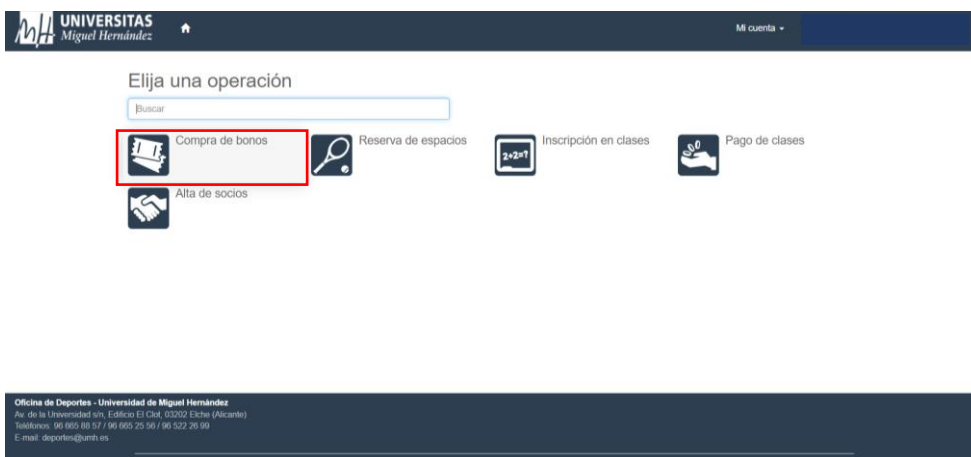 UNIVERSITAS
Miguel Hernández
Mi cuenta
Elija una operación
Buscar
Compra de bonos
Reserva de espacios
Inscripción en clases
2+2=?
Pago de clases
Alta de socios
Oficina de Deportes - Universidad de Miguel Hernández
Av. de la Universidad s/n, Edificio El Clot, 03202 Elche (Alicante)
Teléfonos: 96 665 88 57 / 96 665 25 56 / 96 522 26 99
E-mail: deportes@umh.es